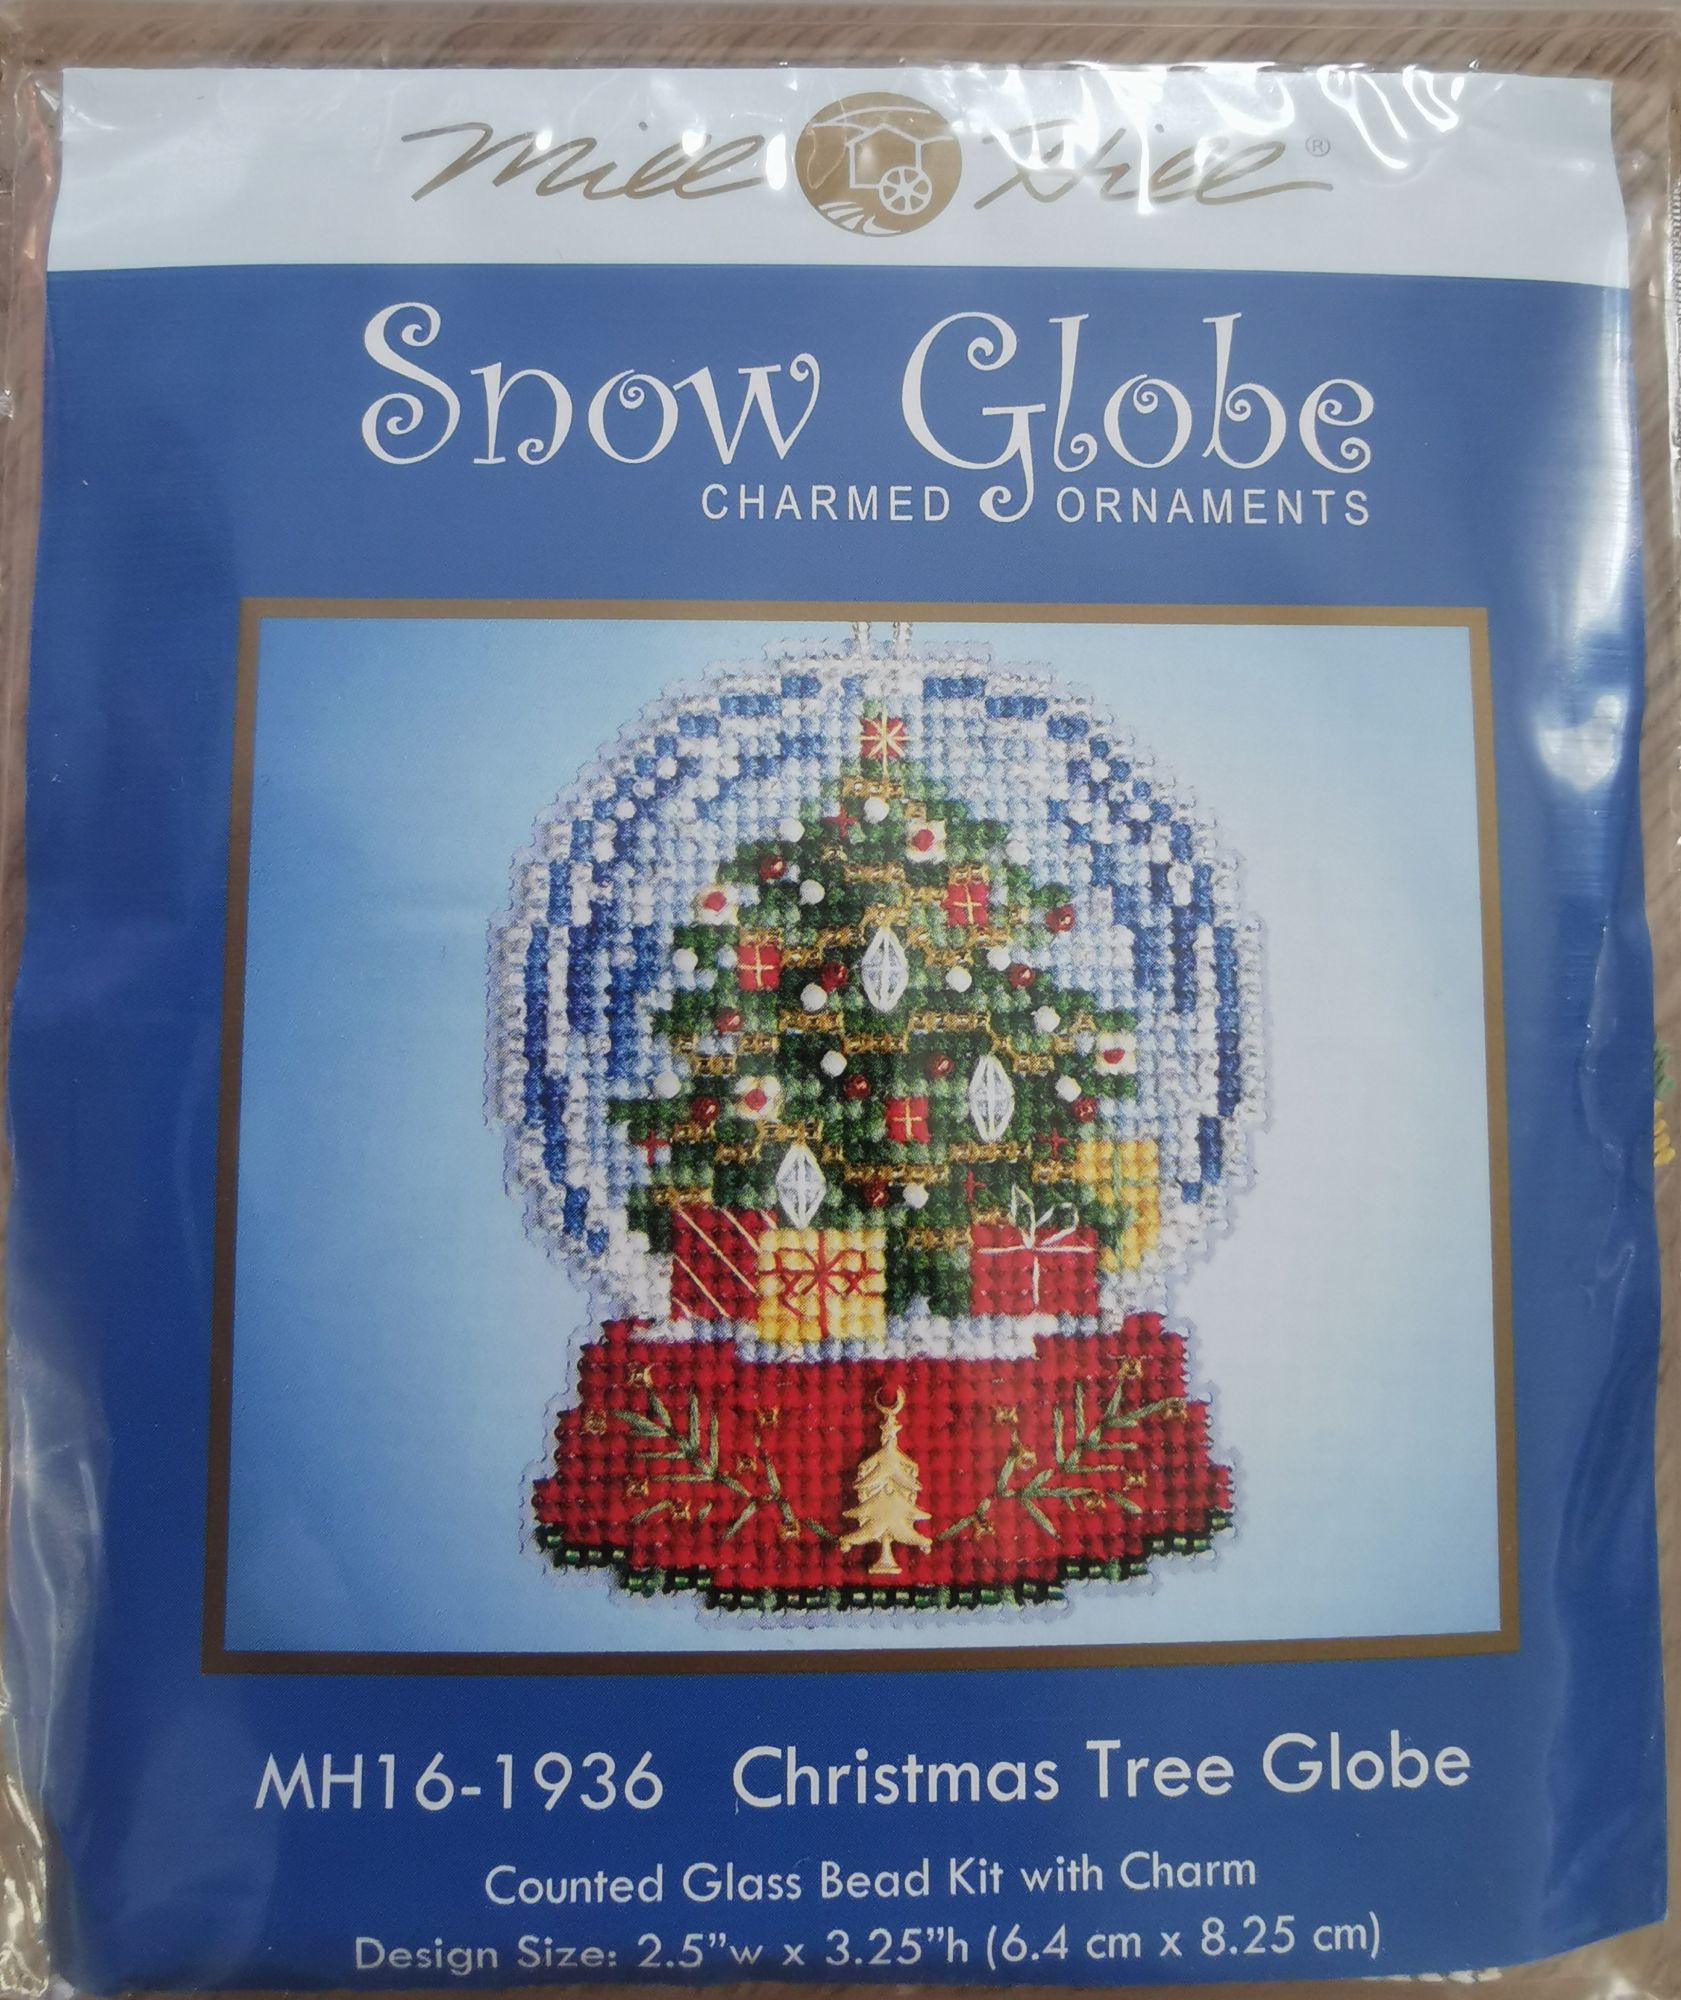 Mill Hill ®
Snow Globe
CHARMED ORNAMENTS
MH16-1936 Christmas Tree Globe
Counted Glass Bead Kit with Charm
Design Size: 2.5”w x 3.25”h (6.4 cm x 8.25 cm)